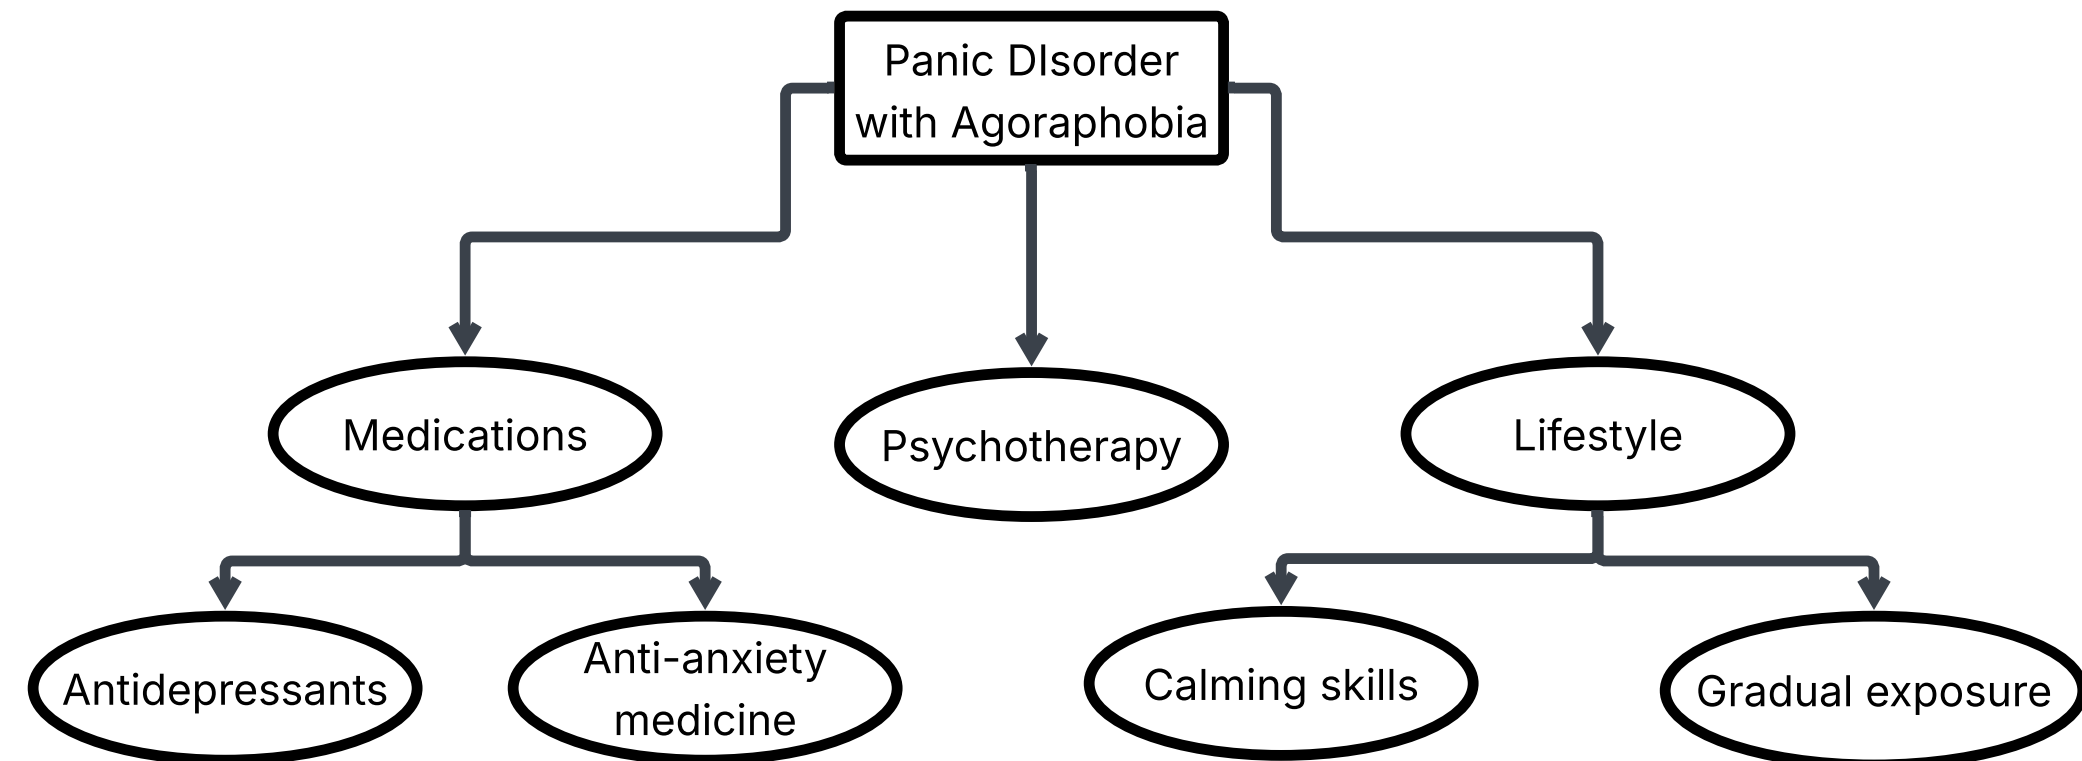 Panic DIsorder
with Agoraphobia
Medications
Psychotherapy
Lifestyle
Antidepressants
Anti-anxiety
medicine
Calming skills
Gradual exposure